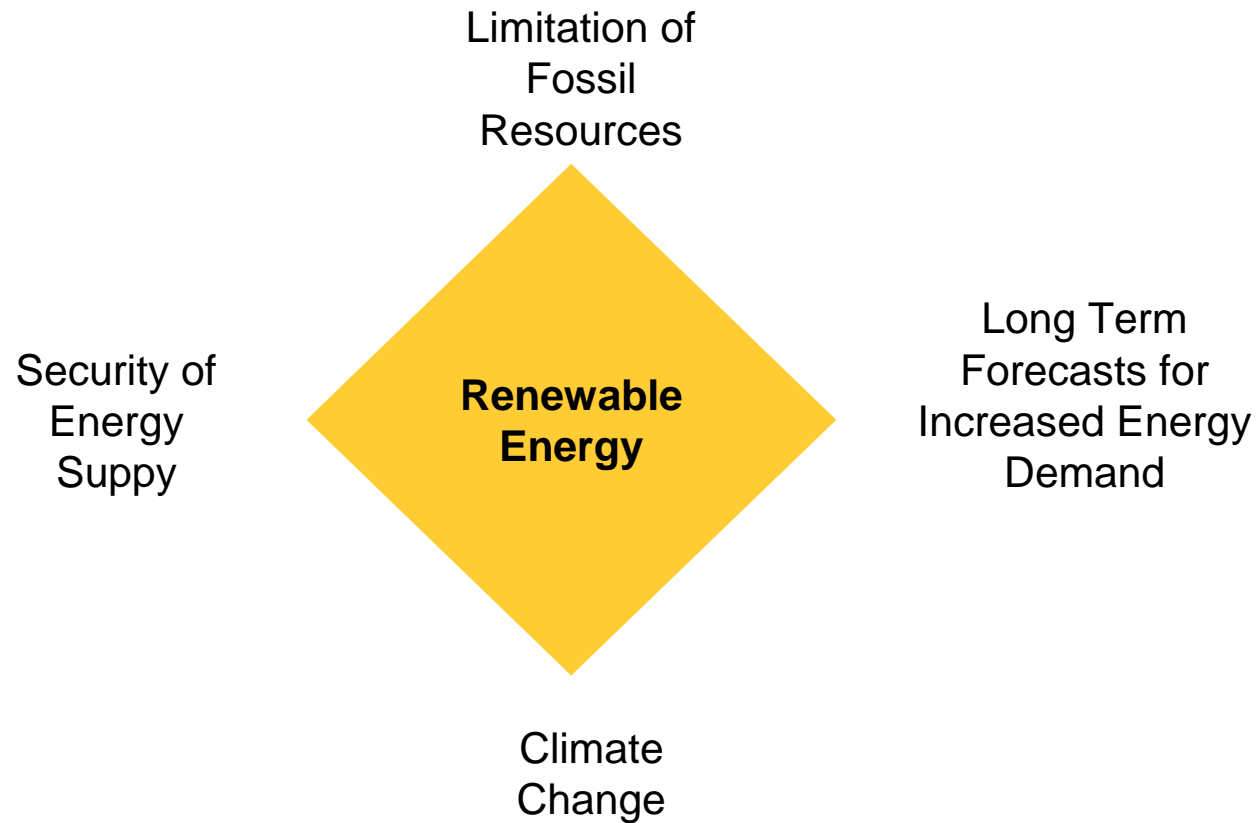 Limitation of
Fossil
Resources
Security of
Energy
Suppy
Renewable
Energy
Long Term
Forecasts for
Increased Energy
Demand
Climate
Change